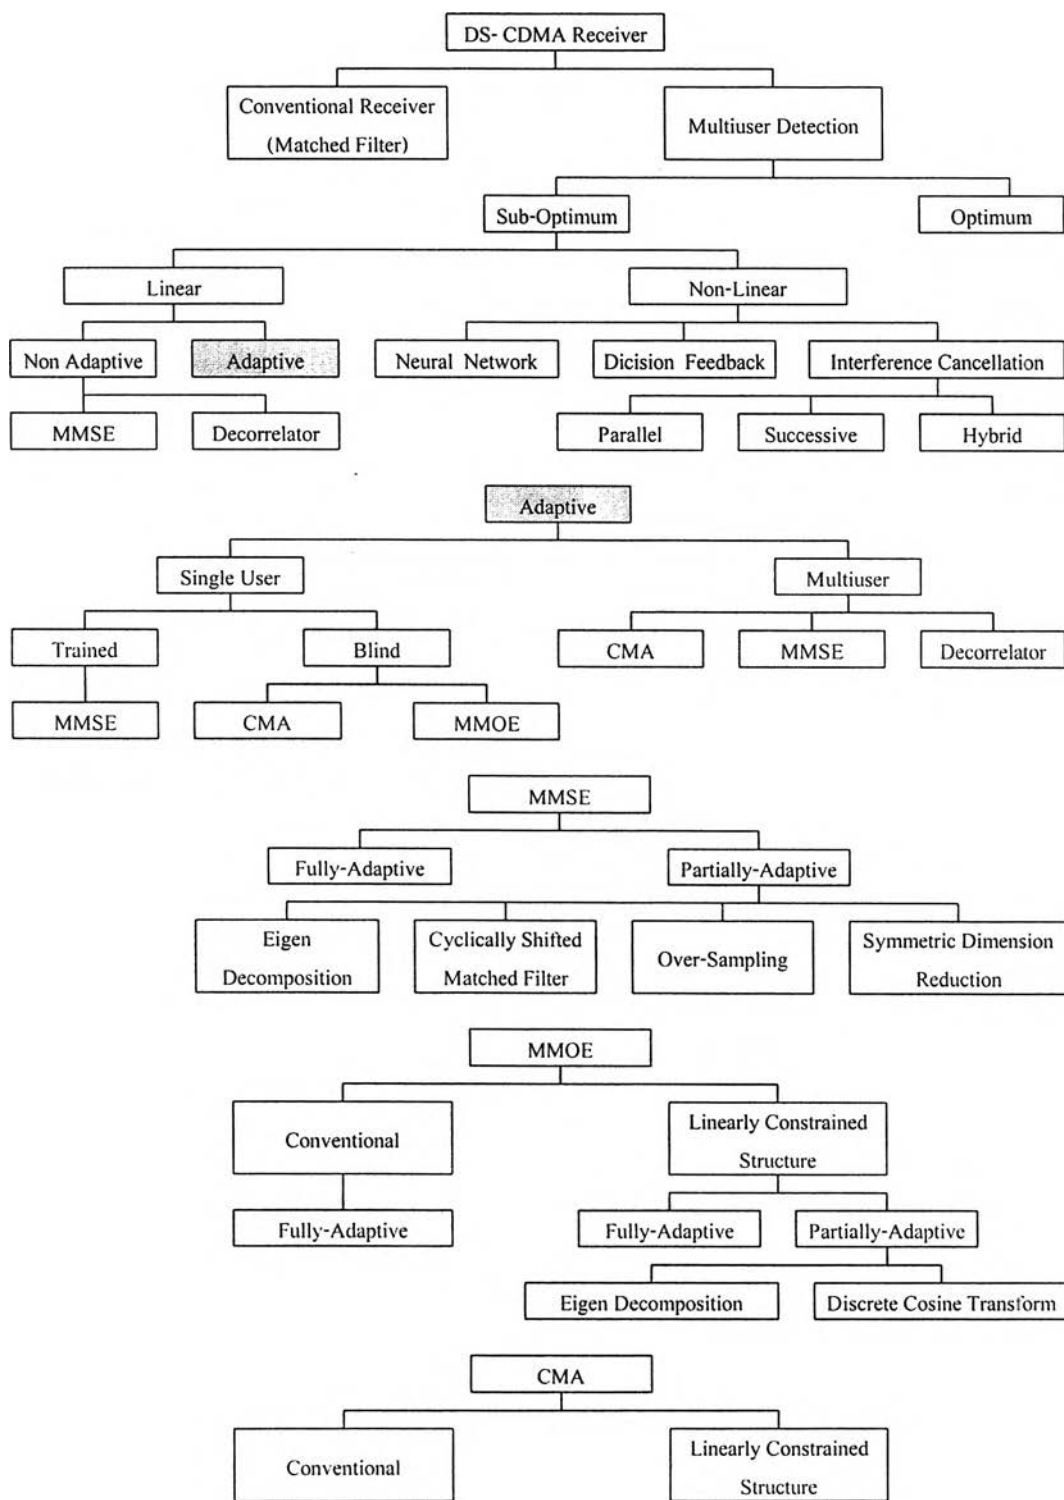 DS- CDMA Receiver
Conventional Receiver
(Matched Filter)
Multiuser Detection
Sub-Optimum
Optimum
Linear
Non-Linear
Non Adaptive
Adaptive
Neural Network
Dicision Feedback
Interference Cancellation
MMSE
Decorrelator
Parallel
Successive
Hybrid
Adaptive
Single User
Multiuser
Trained
Blind
CMA
MMSE
Decorrelator
MMSE
CMA
MMOE
MMSE
Fully-Adaptive
Partially-Adaptive
Eigen
Decomposition
Cyclically Shifted
Matched Filter
Over-Sampling
Symmetric Dimension
Reduction
MMOE
Conventional
Linearly Constrained
Structure
Fully-Adaptive
Fully-Adaptive
Partially-Adaptive
Eigen Decomposition
Discrete Cosine Transform
CMA
Conventional
Linearly Constrained
Structure